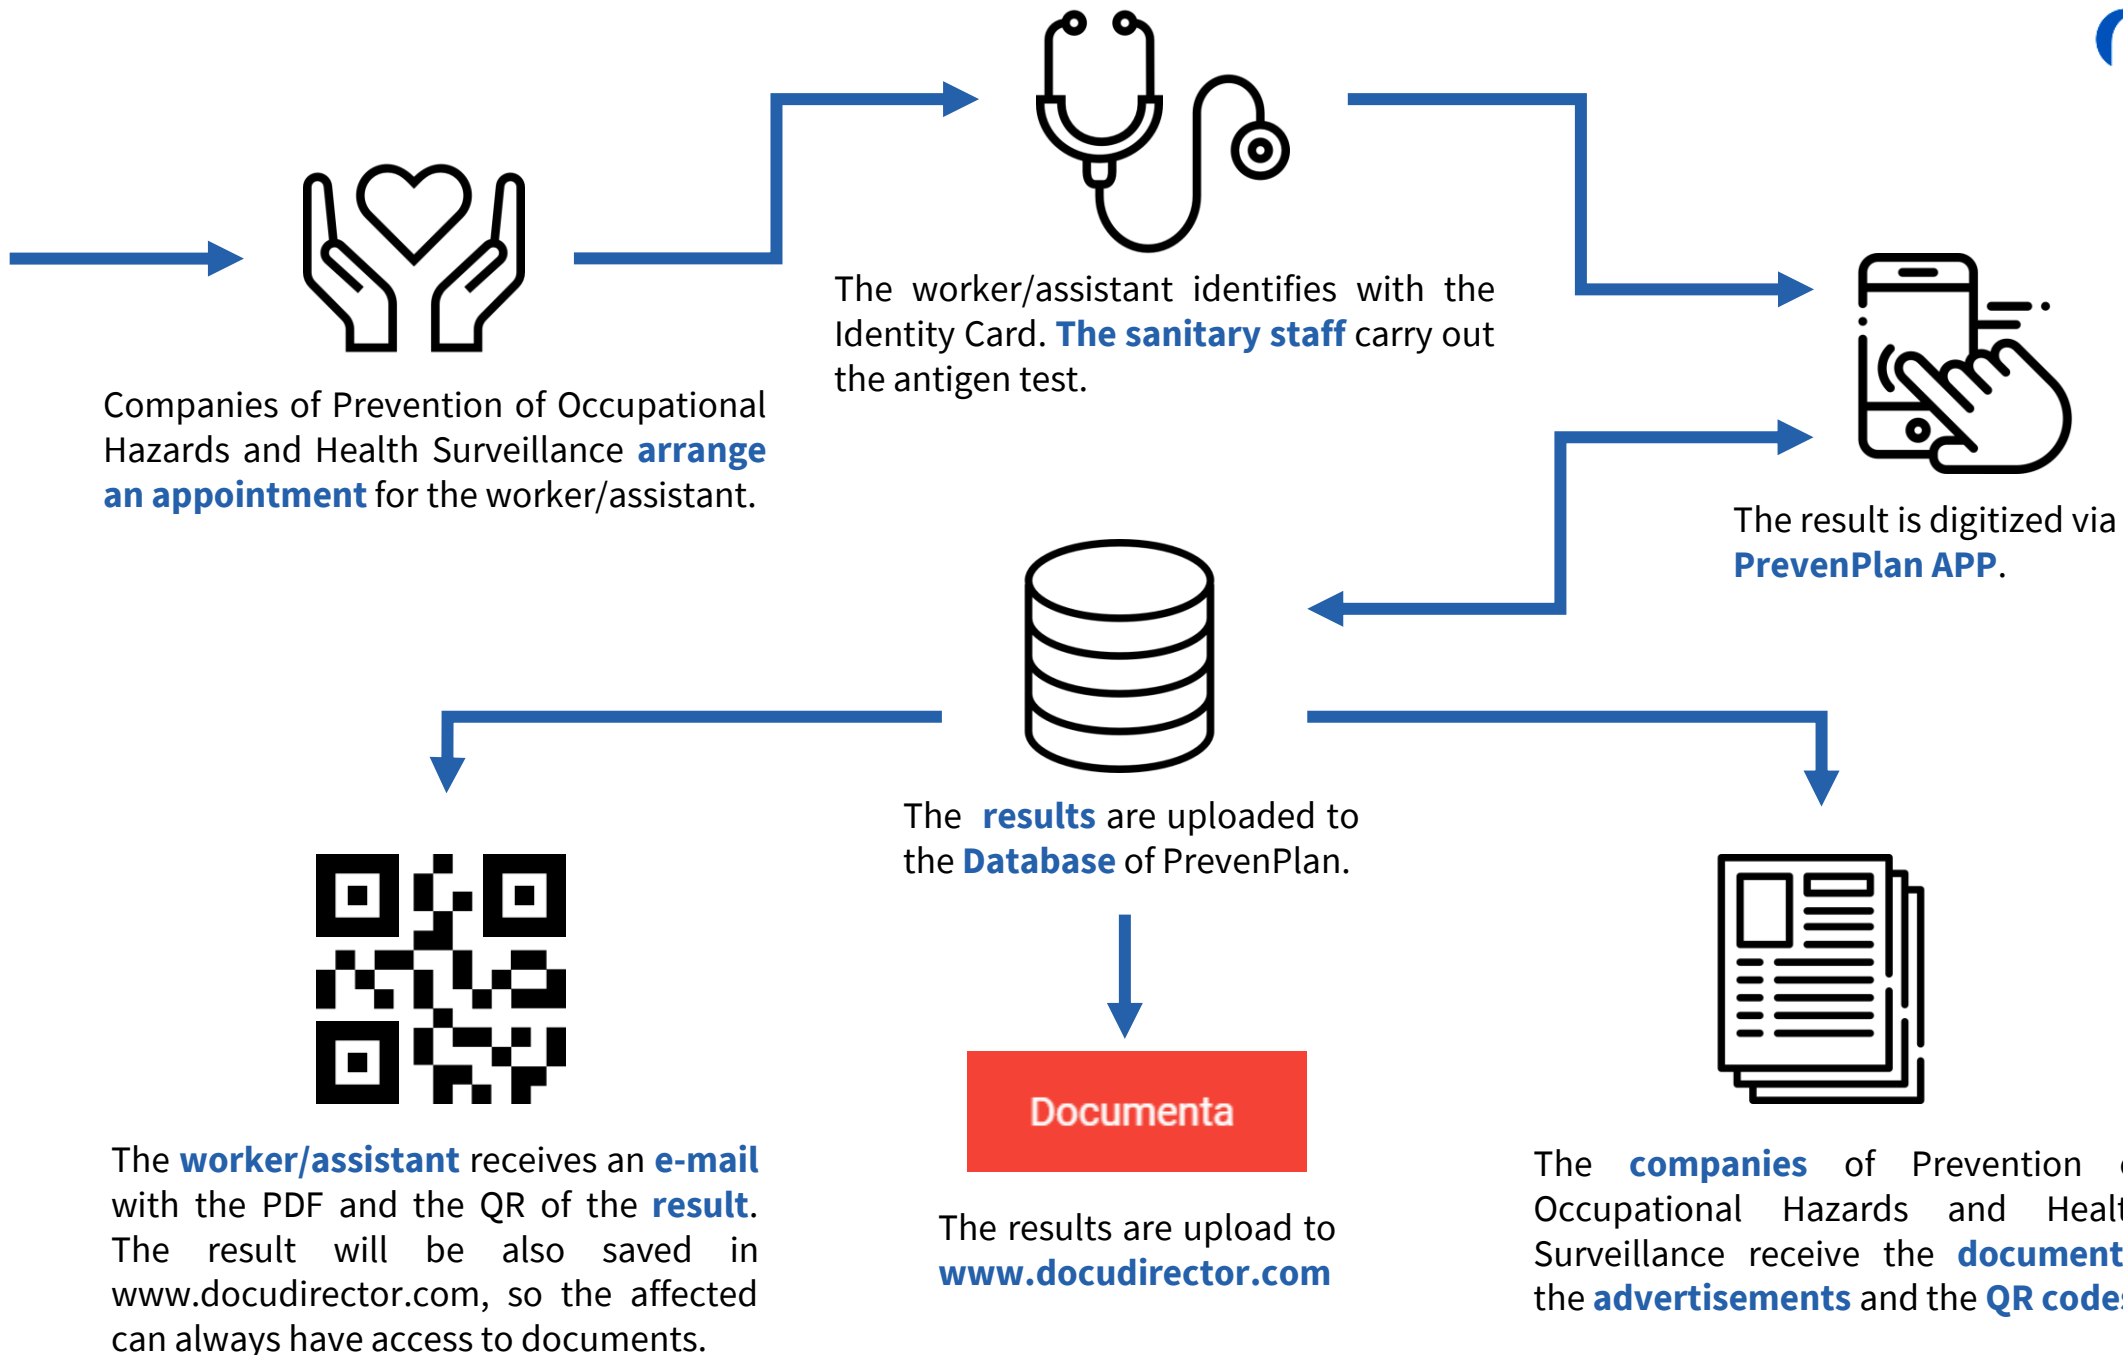 Companies of Prevention of Occupational
Hazards and Health Surveillance arrange
an appointment for the worker/assistant.
The worker/assistant identifies with the
Identity Card. The sanitary staff carry out
the antigen test.
The result is digitized via
PrevenPlan APP.
The results are uploaded to
the Database of PrevenPlan.
The worker/assistant receives an e-mail
with the PDF and the QR of the result.
The result will be also saved in
www.docudirector.com, so the affected
can always have access to documents.
Documenta
The results are upload to
www.docudirector.com
The companies of Prevention
Occupational Hazards and Healt
Surveillance receive the document
the advertisements and the QR codes